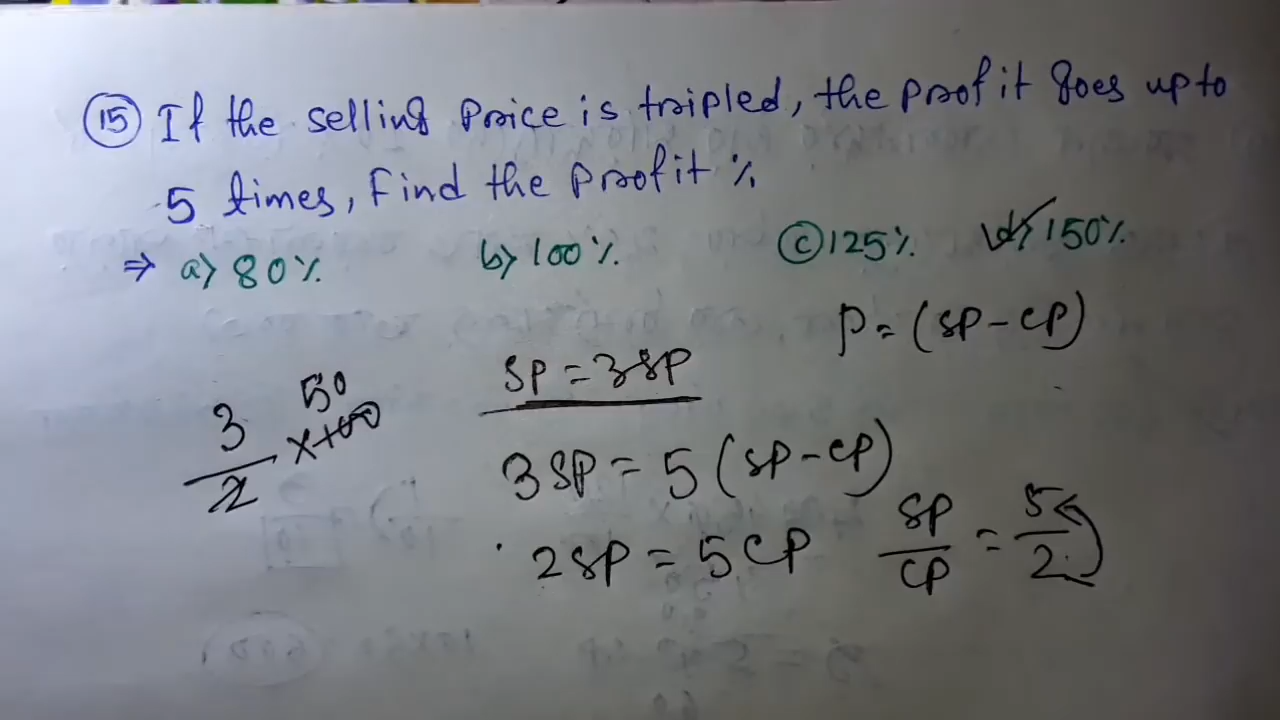 15 If the selling Price is tripled, the profit goes up to
5 times, Find the Profit %
⇒ a) 80% b) 100% c) 125% d) 150%
P = (SP - CP)
SP = 3SP
3/2 × 100 50
3SP = 5 (SP - CP)
2SP = 5CP SP/CP = 5/2